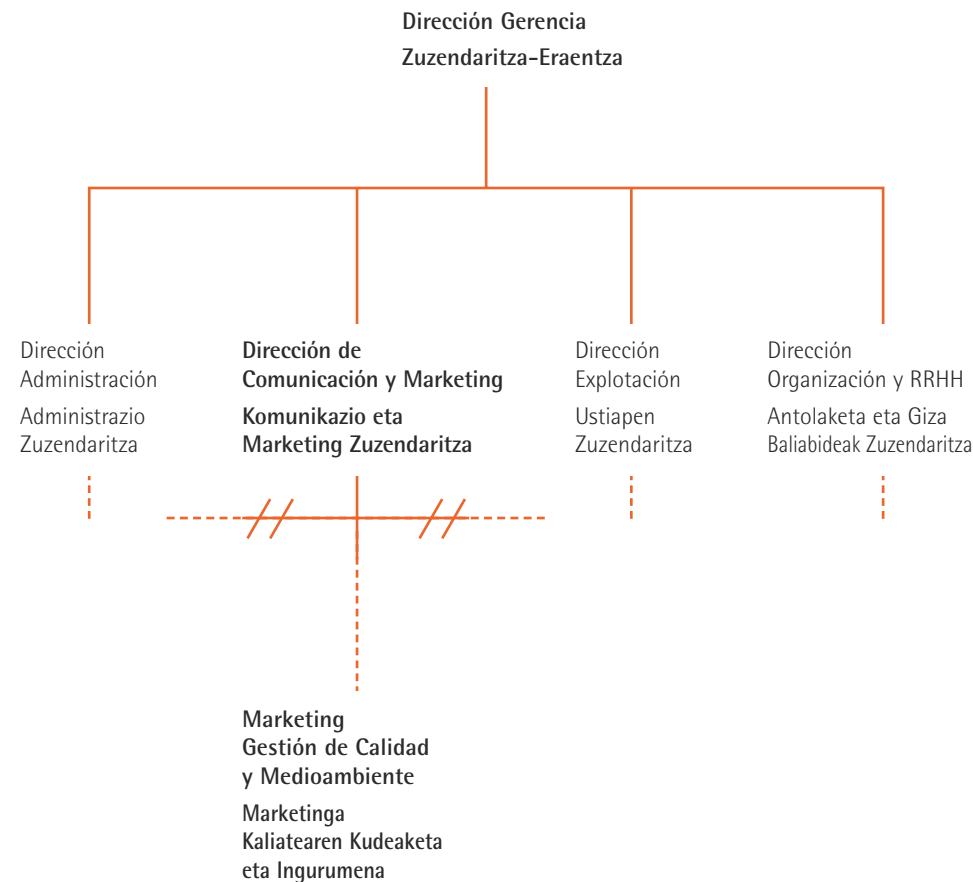 Dirección Gerencia
Zuzendaritza-Eraentza
Dirección
Administración
Administrazio
Zuzendaritza
Dirección de
Comunicación y Marketing
Komunikazio eta
Marketing Zuzendaritza
Dirección
Explotación
Ustiapen
Zuzendaritza
Dirección
Organización y RRHH
Antolaketa eta Giza
Baliabideak Zuzendaritza
Marketing
Gestión de Calidad
y Medioambiente
Marketinga
Kaliatearen Kudeaketa
eta Ingurumena